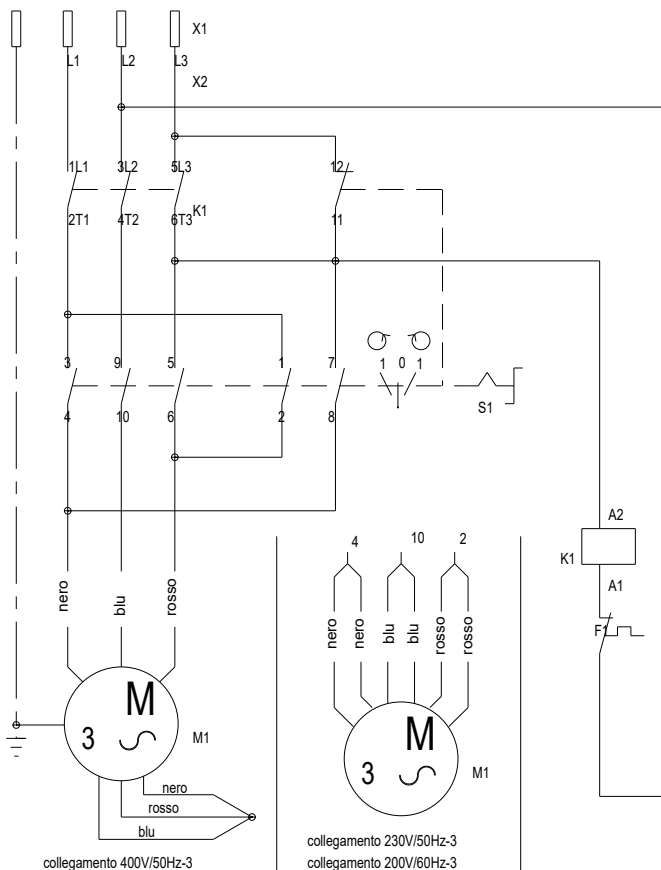 X1
L1 L2 L3
X2
1L1 3L2 5L3 12
2T1 4T2 6T3 K1 11
3 9 5 1 7 1 0 1
4 10 6 2 8 S1
4 10 2
A2
K1
A1
F1
nero blu rosso
nero nero blu blu rosso rosso
M
3
M1
M
3
M1
nero
rosso
blu
collegamento 400V/50Hz-3
collegamento 230V/50Hz-3
collegamento 200V/60Hz-3